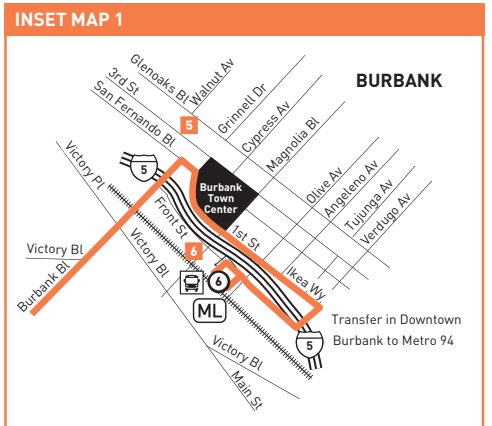 INSET MAP 1
BURBANK
Glenoaks Bl
Walnut Av
3rd St
San Fernando Bl
5
Grinnell Dr
Cypress Av
Magnolia Bl
Victory Pl
5
Burbank
Town
Center
Olive Av
Angeleno Av
Tujunga Av
Verdugo Av
Front St
1st St
Victory Bl
Burbank Bl
Victory Bl
6
6
Ikea Wy
ML
Transfer in Downtown
Burbank to Metro 94
5
Victory Bl
Main St